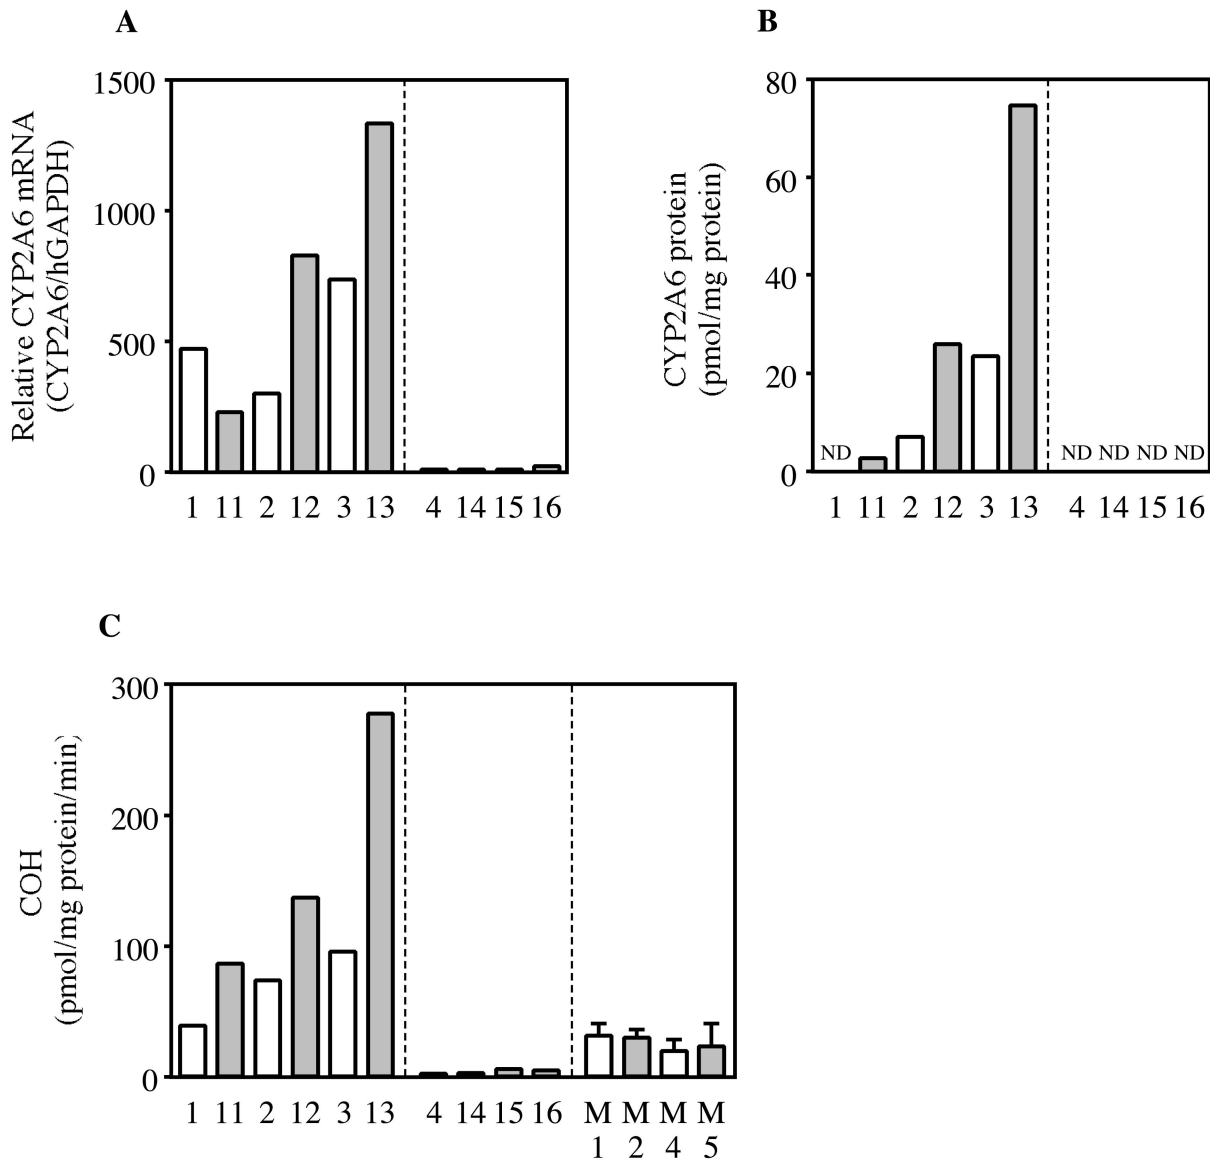 A
Relative CYP2A6 mRNA
(CYP2A6/hGAPDH)
1500
1000
500
0
1 11 2 12 3 13 4 14 15 16
B
CYP2A6 protein
(pmol/mg protein)
80
60
40
20
0
ND ND ND ND ND
1 11 2 12 3 13 4 14 15 16
C
COH
(pmol/mg protein/min)
300
200
100
0
1 11 2 12 3 13 4 14 15 16 M M M M
1 2 4 5